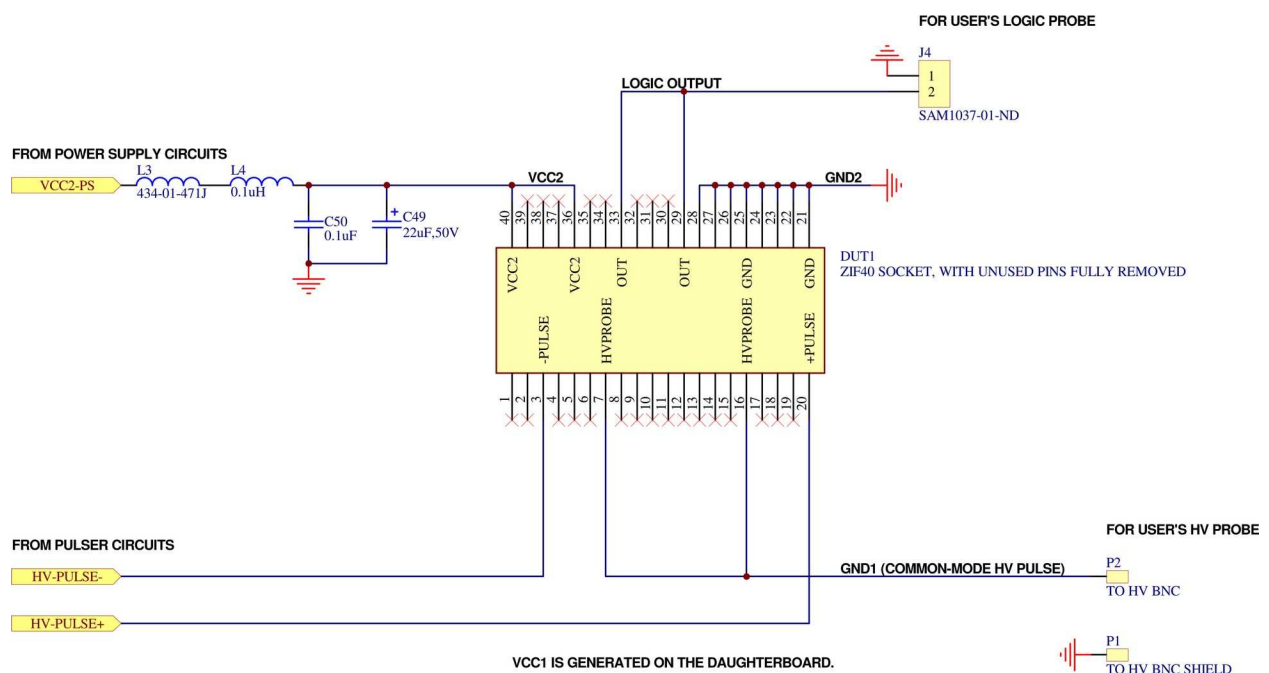 FOR USER'S LOGIC PROBE
J4
1
2
SAM1037-01-ND
LOGIC OUTPUT
FROM POWER SUPPLY CIRCUITS
VCC2-PS
L3
434-01-471J
L4
0.1uH
VCC2
GND2
C50
0.1uF
+
C49
22uF,50V
40 39 38 37 36 35 34 33 32 31 30 29 28 27 26 25 24 23 22 21
VCC2 VCC2 OUT OUT GND GND
DUT1
ZIF40 SOCKET, WITH UNUSED PINS FULLY REMOVED
-PULSE HVPROBE HVPROBE +PULSE
1 2 3 4 5 6 7 8 9 10 11 12 13 14 15 16 17 18 19 20
FROM PULSER CIRCUITS
HV-PULSE-
HV-PULSE+
FOR USER'S HV PROBE
GND1 (COMMON-MODE HV PULSE)
P2
TO HV BNC
P1
TO HV BNC SHIELD
VCC1 IS GENERATED ON THE DAUGHTERBOARD.